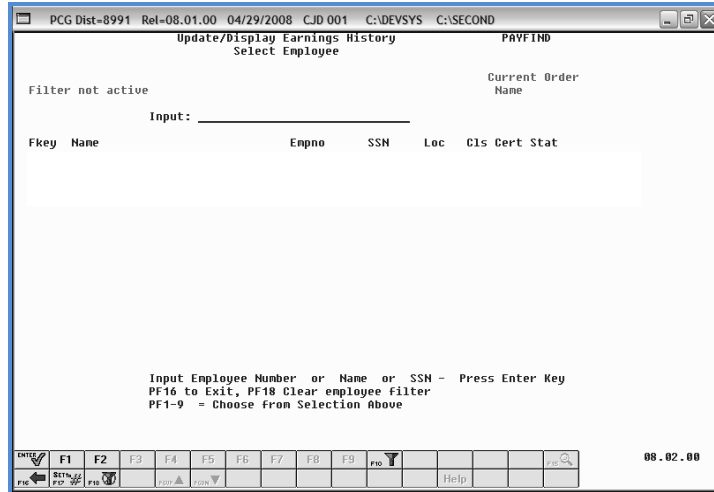 PCG Dist=8991 Rel=08.01.00 04/29/2008 CJD 001 C:\DEVSYS C:\SECOND
Update/Display Earnings History PAYFIND
Select Employee
Current Order
Filter not active Name
Input:
Fkey Name Empno SSN Loc Cls Cert Stat
Input Employee Number or Name or SSN - Press Enter Key
PF16 to Exit, PF18 Clear employee filter
PF1-9 = Choose from Selection Above
ENTER F1 F2 F3 F4 F5 F6 F7 F8 F9 F10 F15 08.02.00
F16 F17 F18 PGUP PGDN Help